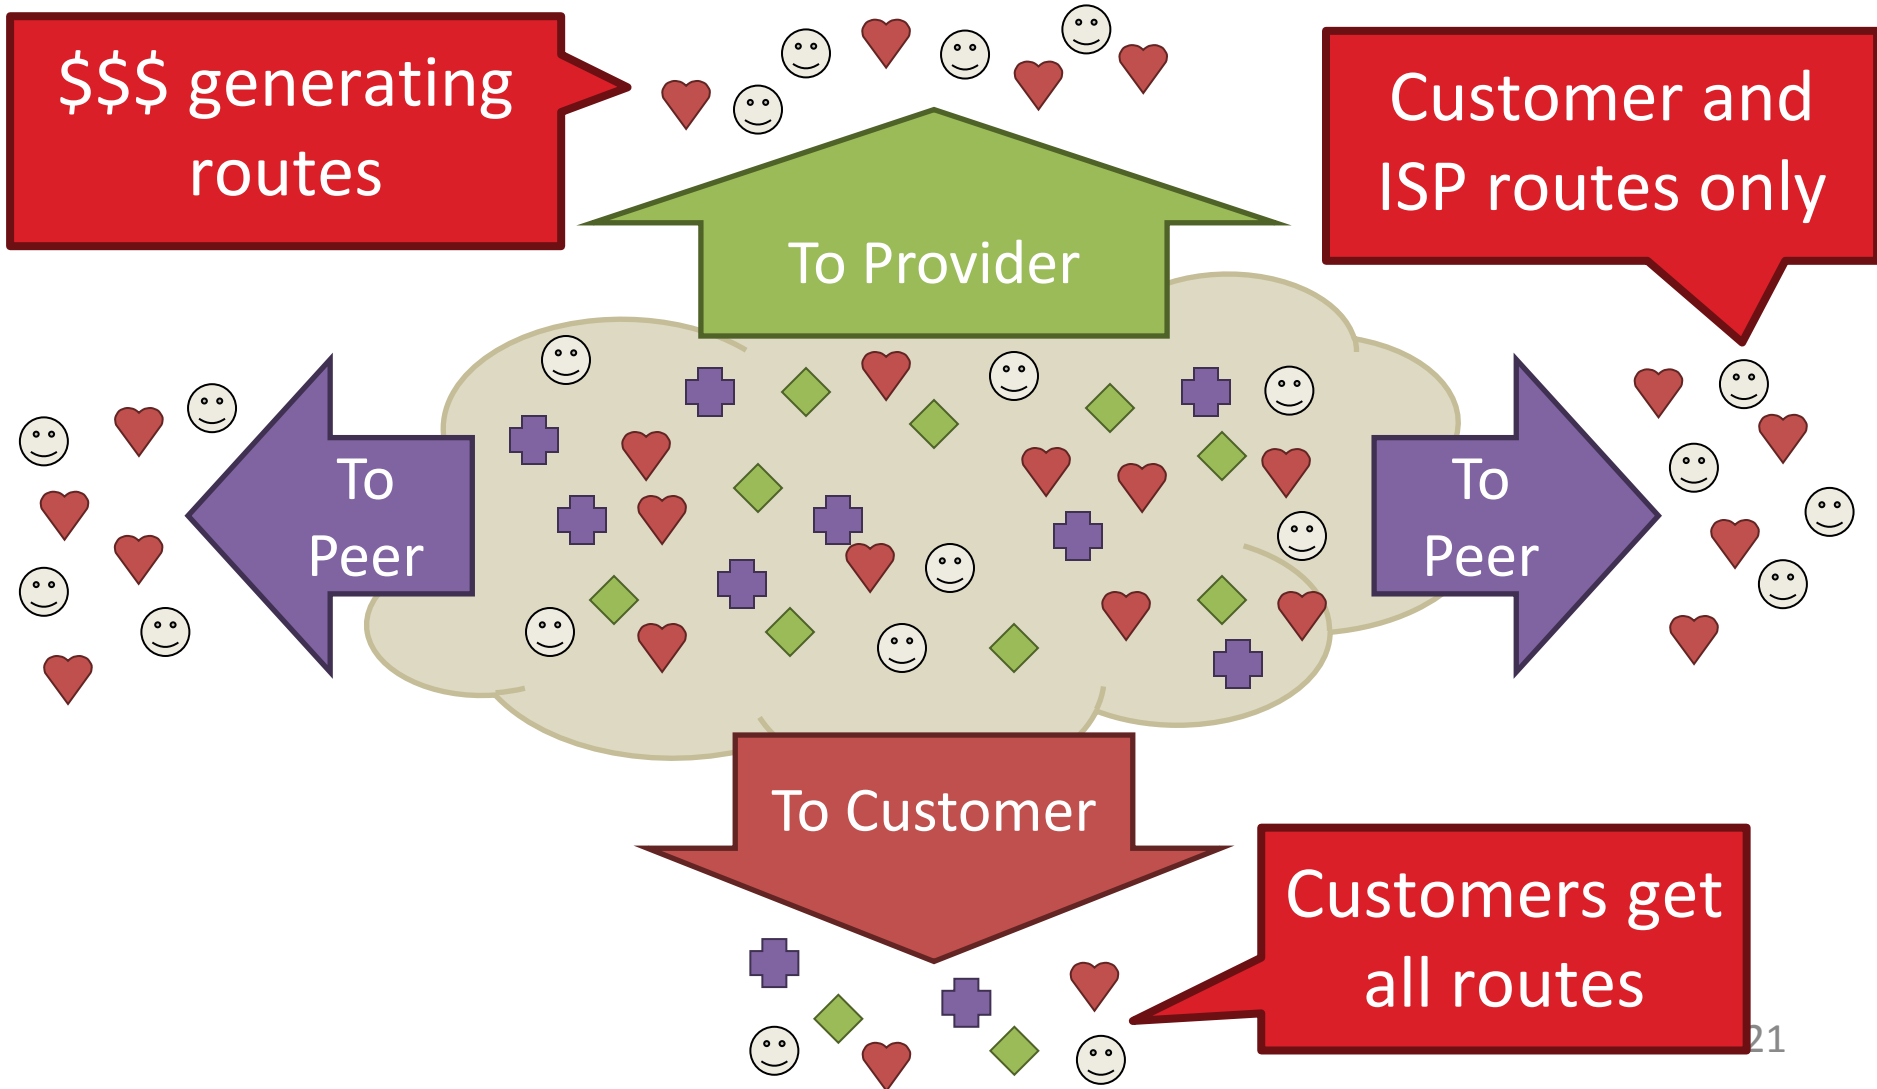 $$$ generating
routes
Customer and
ISP routes only
To Provider
To
Peer
To
Peer
To Customer
Customers get
all routes
21